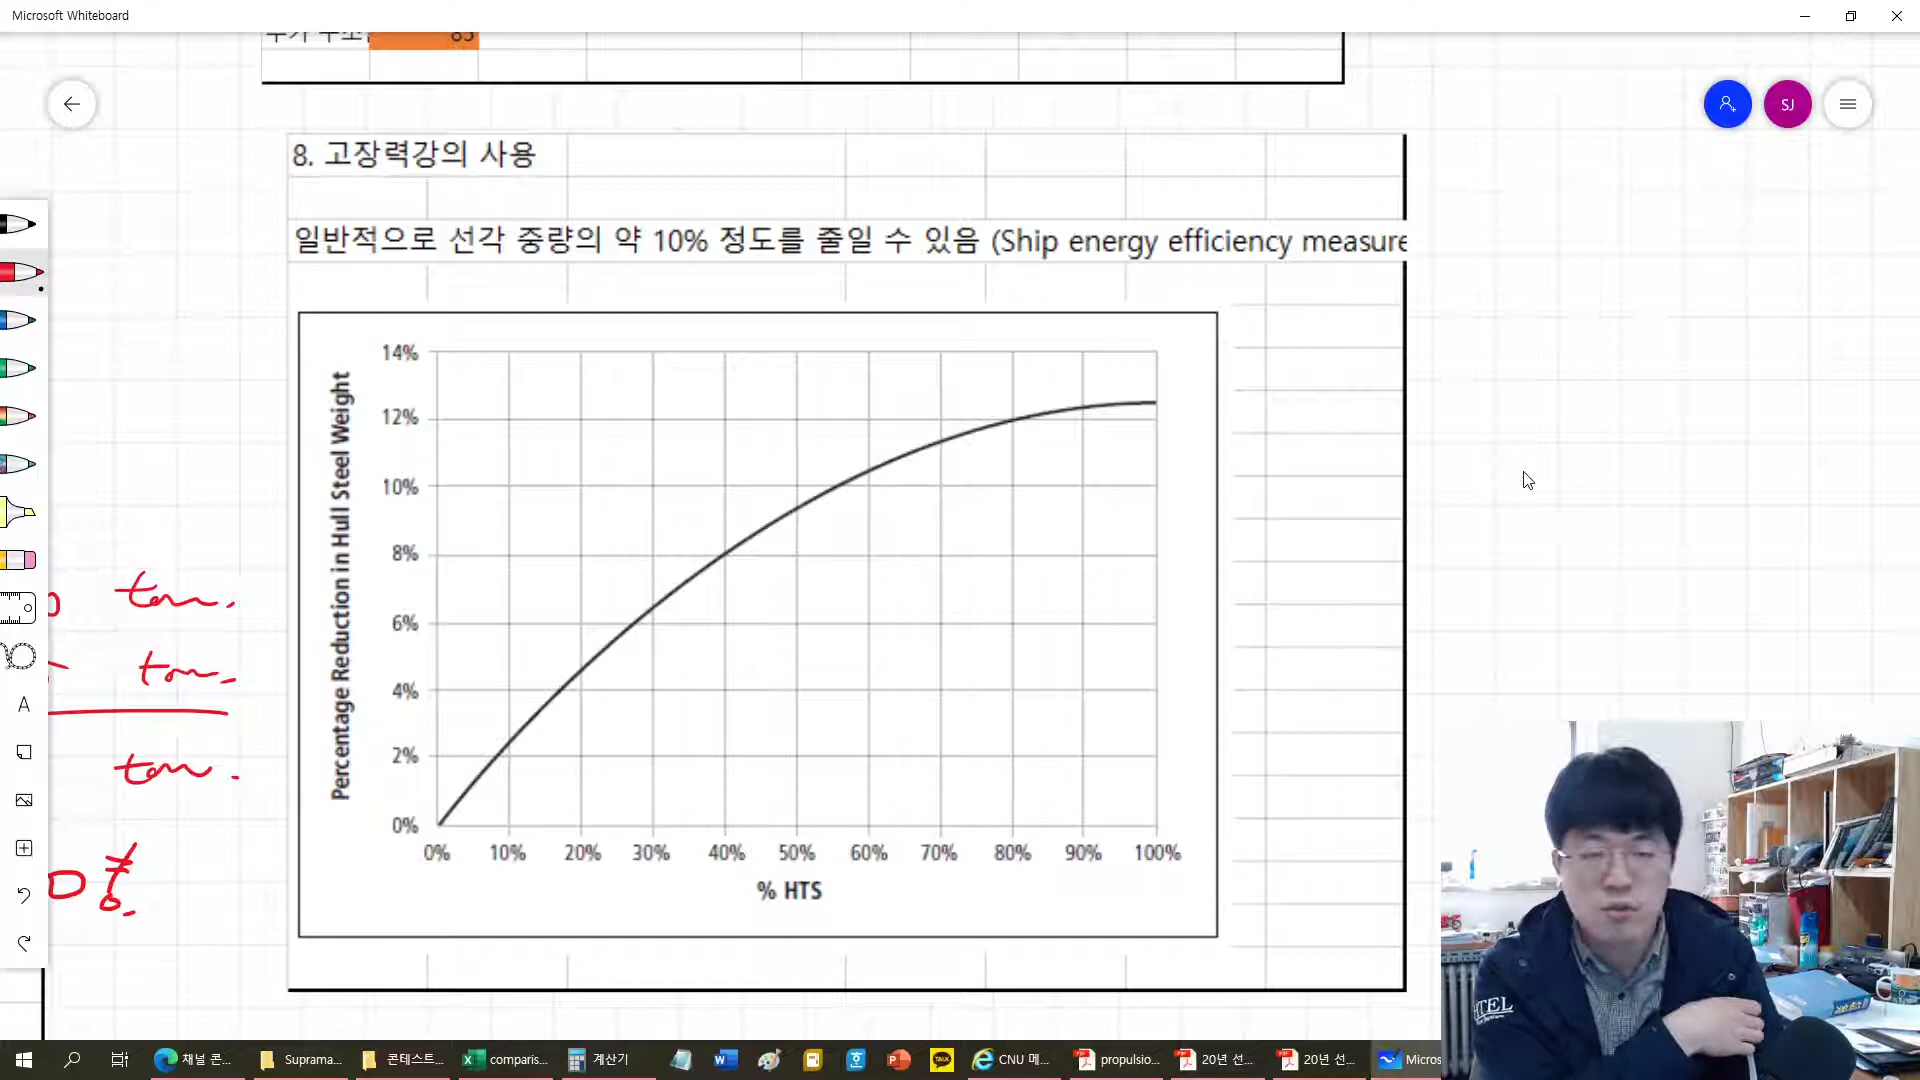 Microsoft Whiteboard
85
SJ
8. 고장력강의 사용
일반적으로 선각 중량의 약 10% 정도를 줄일 수 있음 (Ship energy efficiency measure
Percentage Reduction in Hull Steel Weight
14%
12%
10%
8%
6%
4%
2%
0%
0% 10% 20% 30% 40% 50% 60% 70% 80% 90% 100%
% HTS
ton.
ton.
ton.
A
채널 콘...
Suprama...
콘테스트...
comparis...
계산기
CNU 메...
propulsio...
20년 선...
20년 선...
Micros